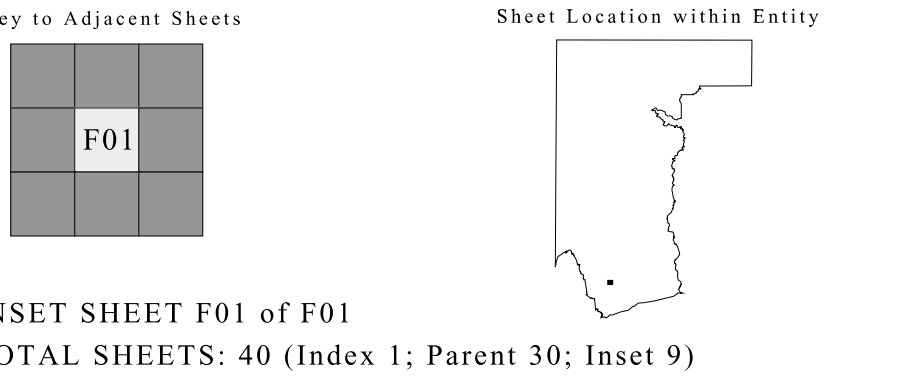 ey to Adjacent Sheets
Sheet Location within Entity
F01
NSET SHEET F01 of F01
OTAL SHEETS: 40 (Index 1; Parent 30; Inset 9)